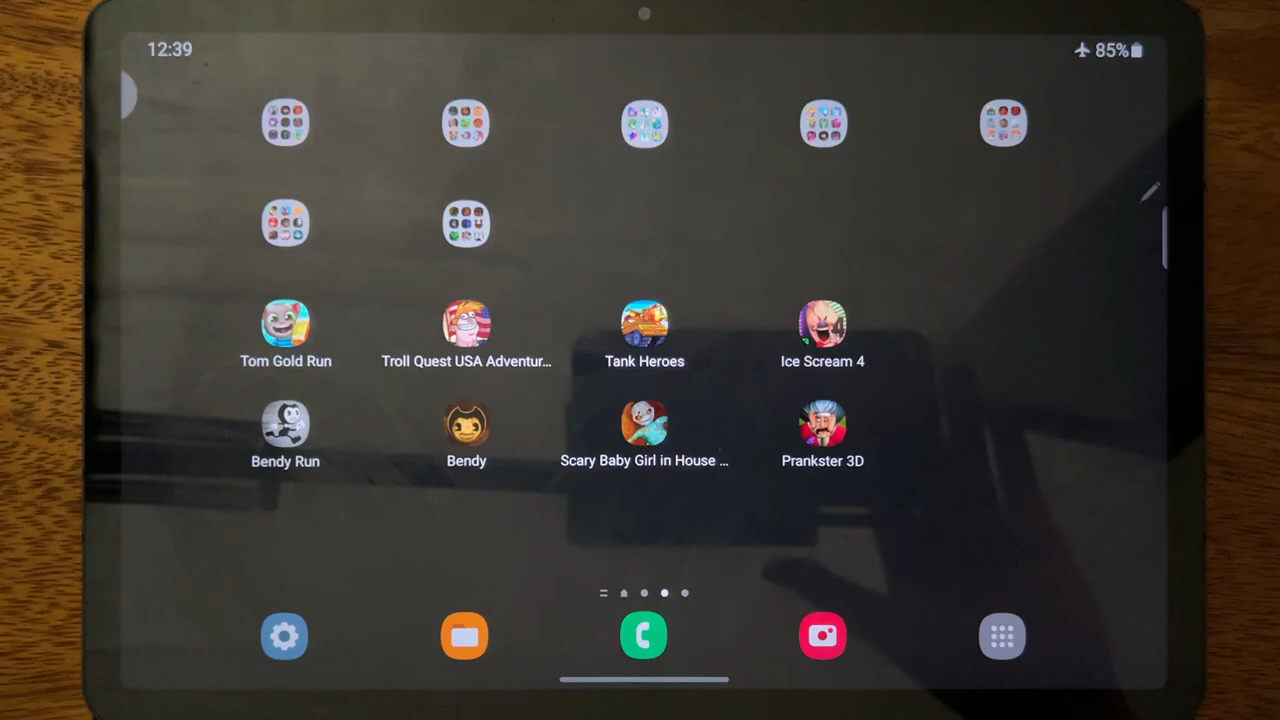 12:39
85%
Tom Gold Run
Troll Quest USA Adventur...
Tank Heroes
Ice Scream 4
Bendy Run
Bendy
Scary Baby Girl in House ...
Prankster 3D